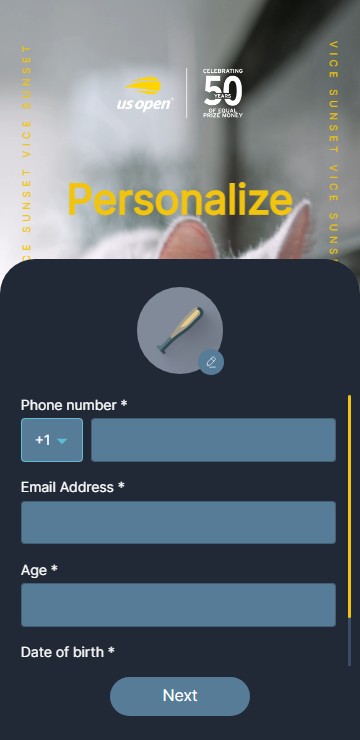 VICE SUNSET VICE SUNSET
VICE SUNSET VICE SUNS
us open
CELEBRATING
50
YEARS
OF EQUAL
PRIZE MONEY
Personalize
Phone number *
+1
Email Address *
Age *
Date of birth *
Next